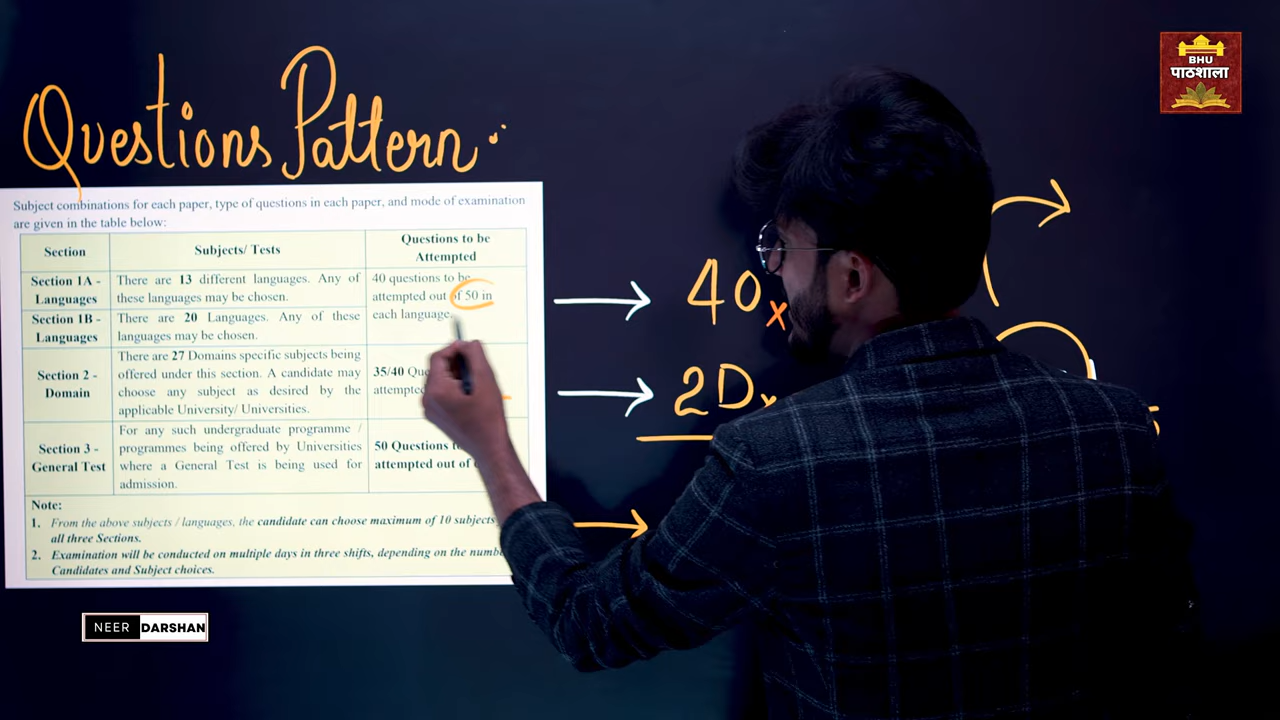 BHU
पाठशाला
Questions Pattern
Subject combinations for each paper, type of questions in each paper, and mode of examination
are given in the table below:
Section
Subjects/ Tests
Questions to be
Attempted
Section 1A -
Languages
There are 13 different languages. Any of
these languages may be chosen.
40 questions to be
attempted out of 50 in
each language.
Section 1B -
Languages
There are 20 Languages. Any of these
languages may be chosen.
Section 2 -
Domain
There are 27 Domains specific subjects being
offered under this section. A candidate may
choose any subject as desired by the
applicable University/ Universities.
35/40
attempted
Section 3 -
General Test
For any such undergraduate programme /
programmes being offered by Universities
where a General Test is being used for
admission.
50 Questions
attempted out of
Note:
1. From the above subjects / languages, the candidate can choose maximum of 10 subjects
all three Sections.
2. Examination will be conducted on multiple days in three shifts, depending on the
Candidates and Subject choices.
40 x
2D x
NEER DARSHAN